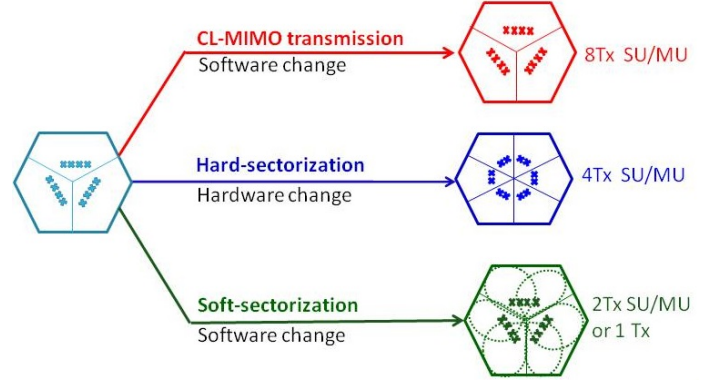 CL-MIMO transmission
Software change
8Tx SU/MU
Hard-sectorization
Hardware change
4Tx SU/MU
Soft-sectorization
Software change
2Tx SU/MU
or 1 Tx